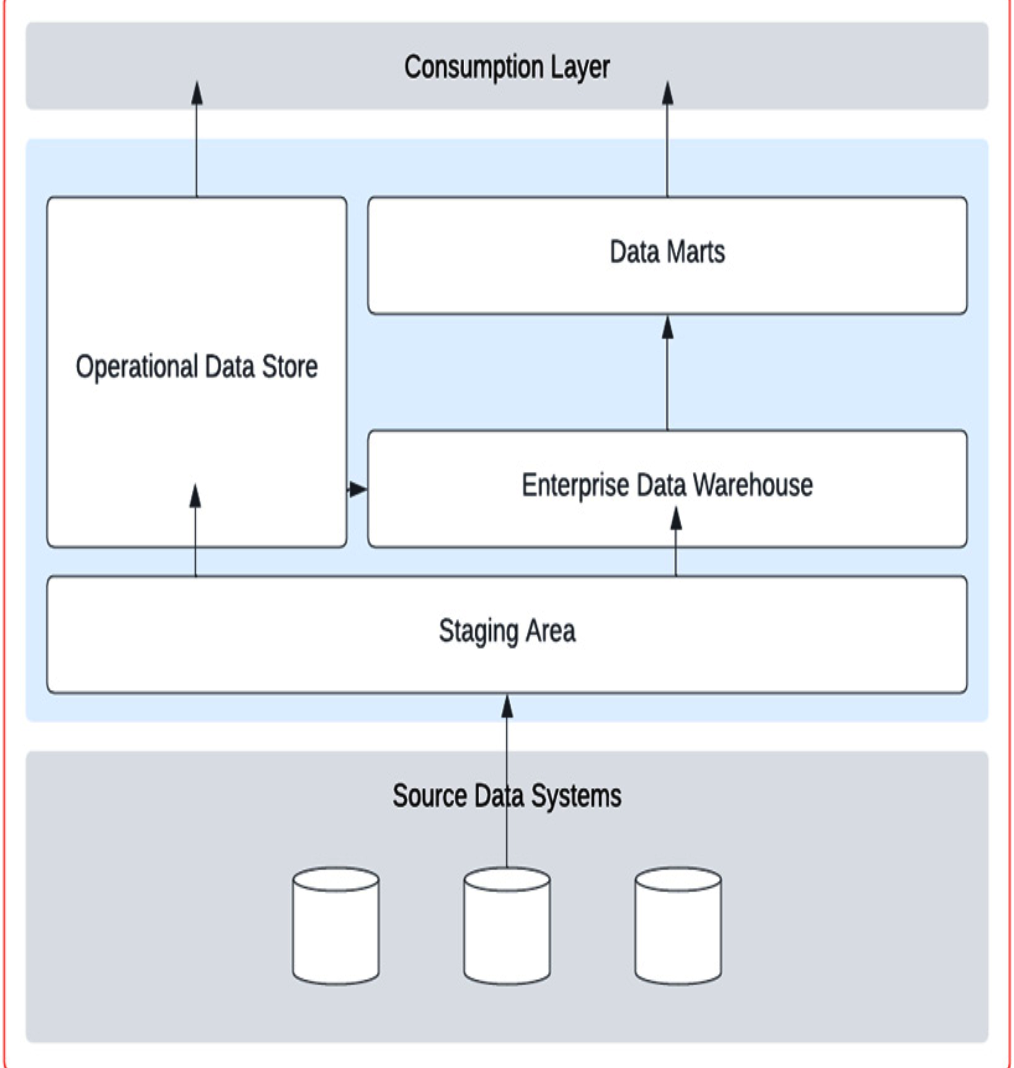 Consumption Layer
Data Marts
Operational Data Store
Enterprise Data Warehouse
Staging Area
Source Data Systems